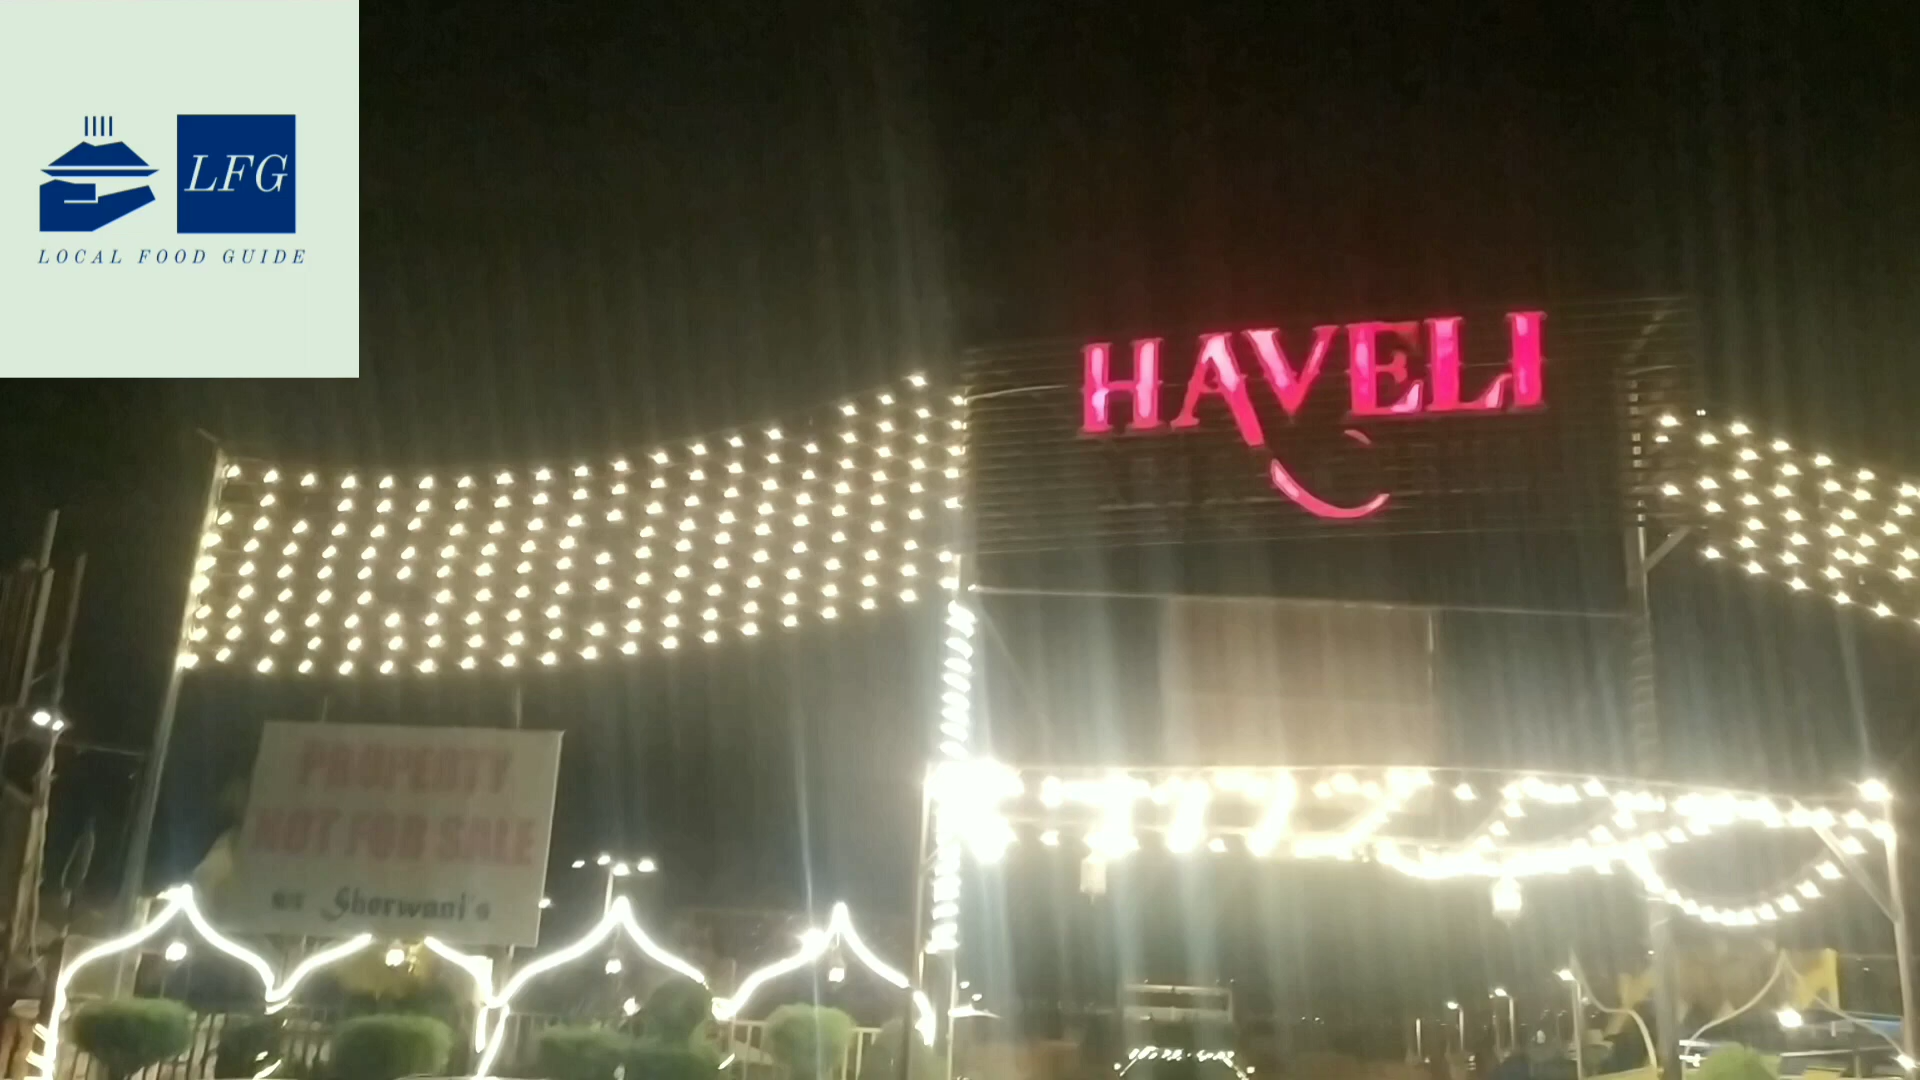 LFG
LOCAL FOOD GUIDE
HAVELI
PROPERTY
NOT FOR SALE
Sherwani's